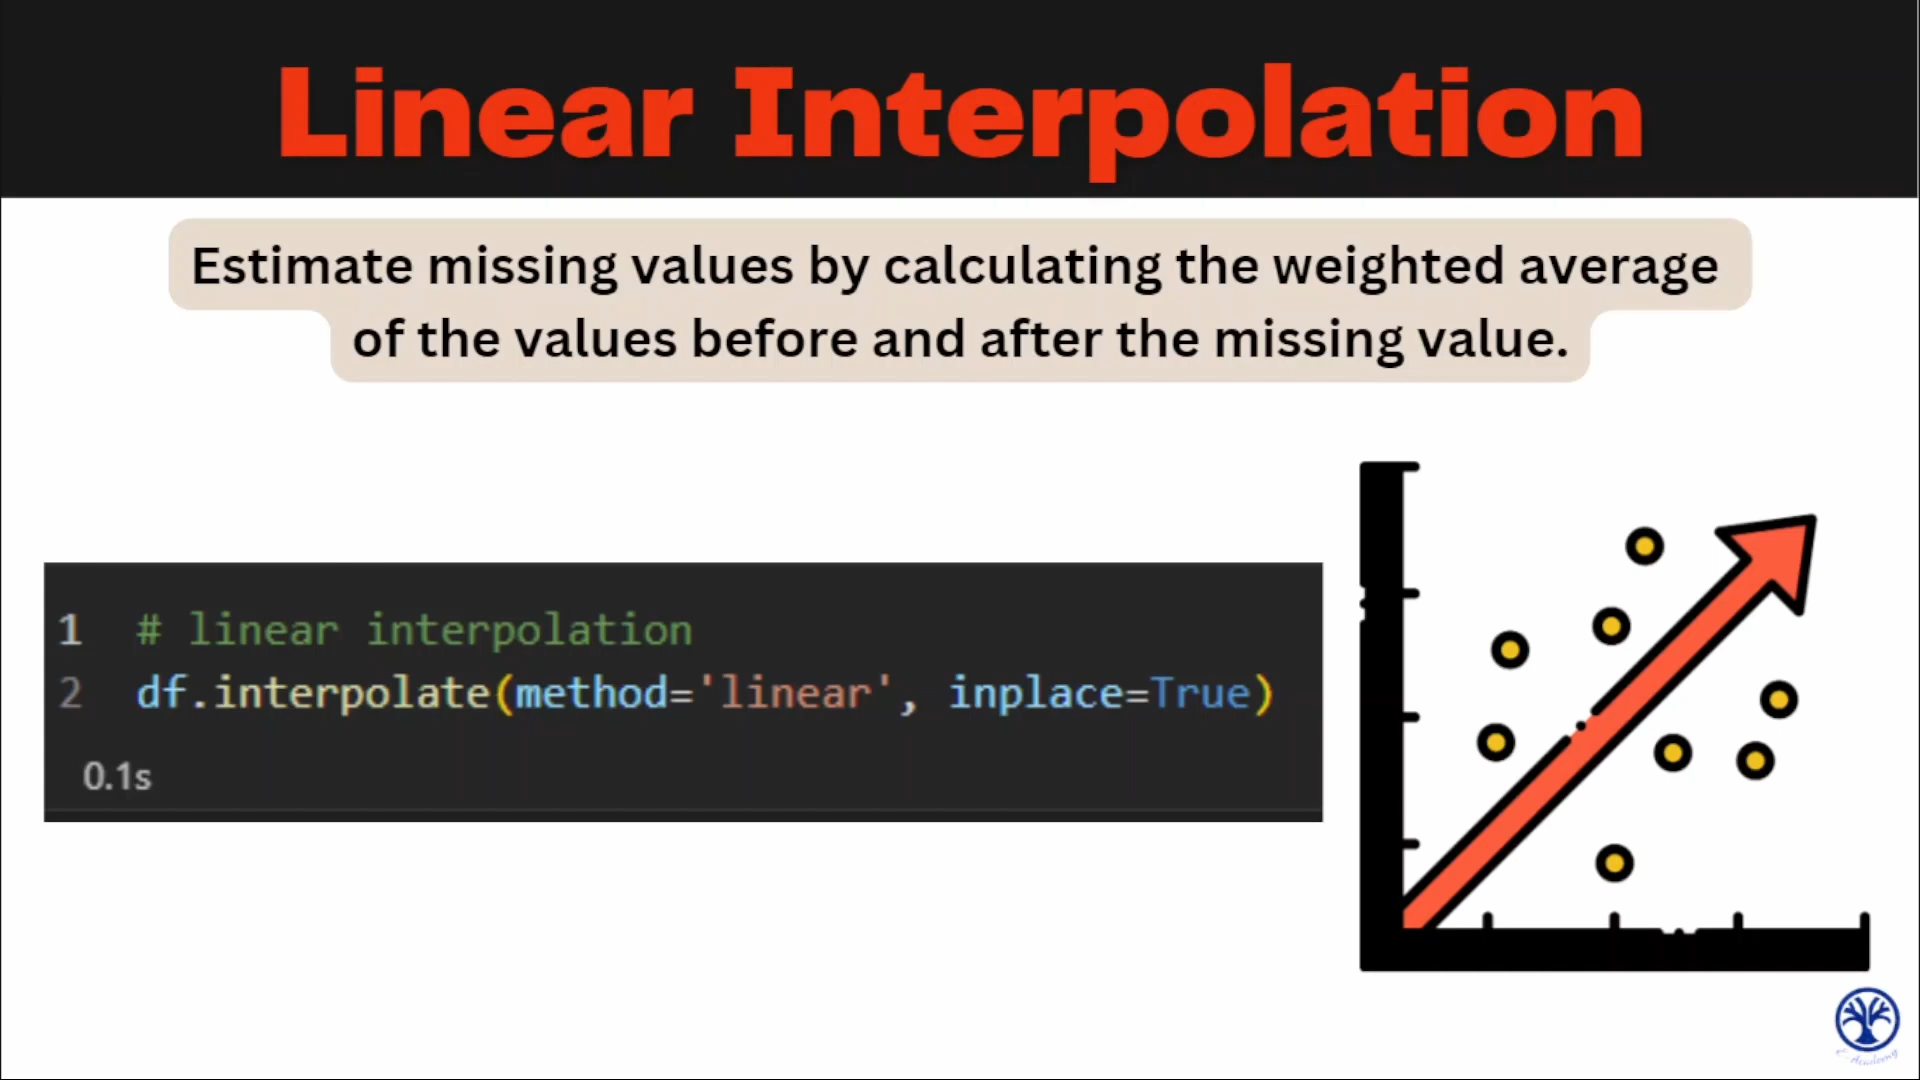 Linear Interpolation
Estimate missing values by calculating the weighted average
of the values before and after the missing value.
1 # linear interpolation
2 df.interpolate(method='linear', inplace=True)
0.1s